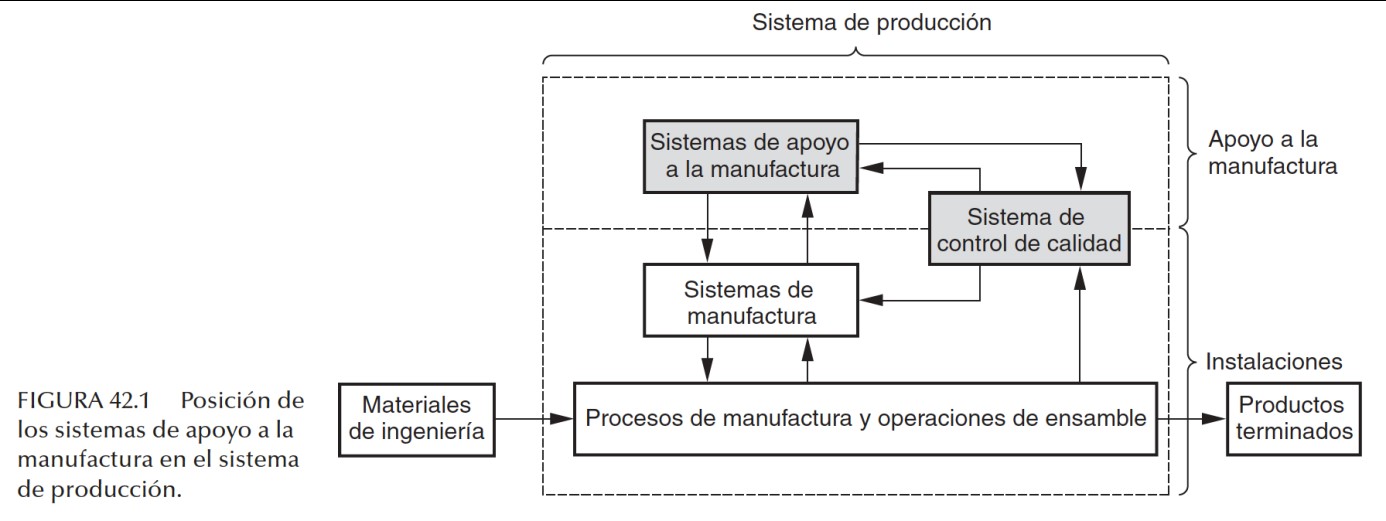 Sistema de producción
Sistemas de apoyo
a la manufactura
Apoyo a la
manufactura
Sistema de
control de calidad
Sistemas de
manufactura
Instalaciones
FIGURA 42.1 Posición de
los sistemas de apoyo a la
manufactura en el sistema
de producción.
Materiales
de ingeniería
Procesos de manufactura y operaciones de ensamble
Productos
terminados